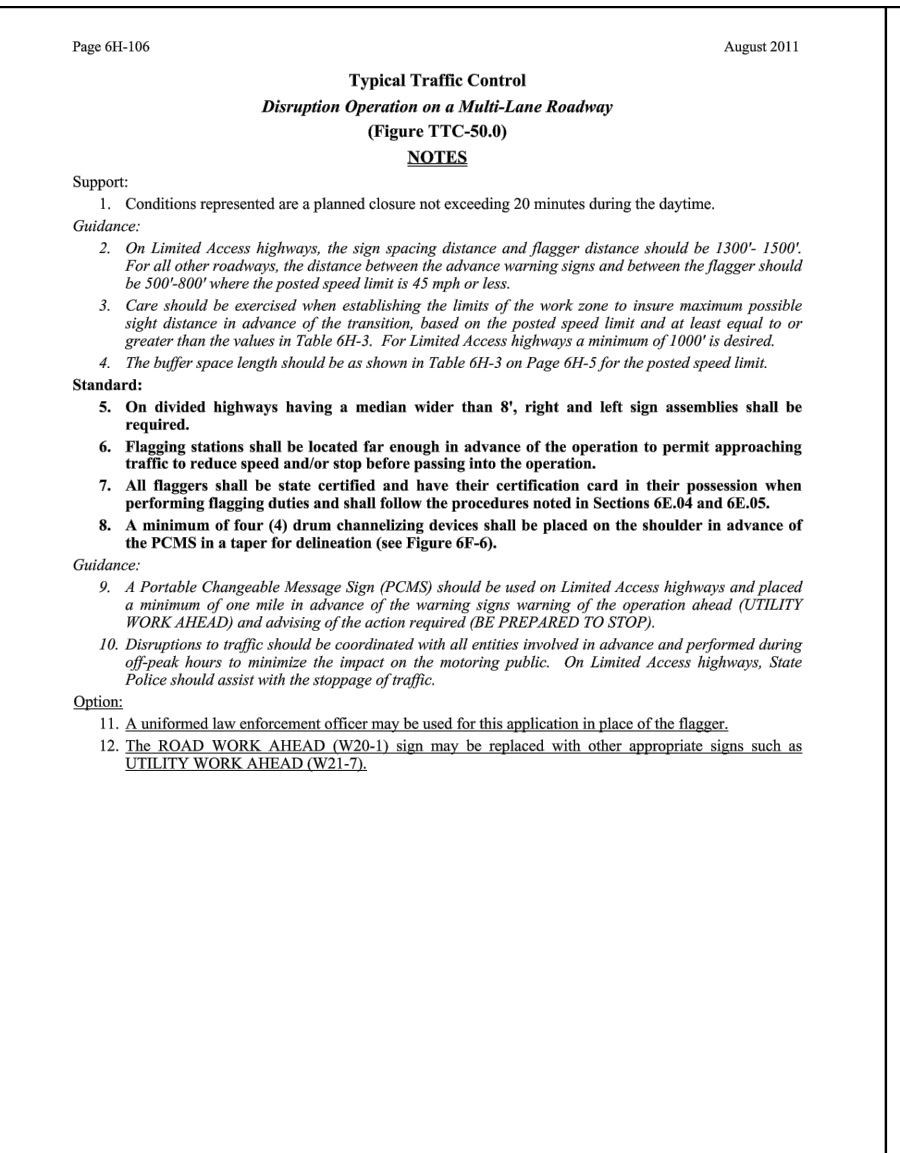 Page 6H-106
August 2011
Typical Traffic Control
Disruption Operation on a Multi-Lane Roadway
(Figure TTC-50.0)
NOTES
Support:
1. Conditions represented are a planned closure not exceeding 20 minutes during the daytime.
Guidance:
2. On Limited Access highways, the sign spacing distance and flagger distance should be 1300'- 1500'.
For all other roadways, the distance between the advance warning signs and between the flagger should
be 500'-800' where the posted speed limit is 45 mph or less.
3. Care should be exercised when establishing the limits of the work zone to insure maximum possible
sight distance in advance of the transition, based on the posted speed limit and at least equal to or
greater than the values in Table 6H-3. For Limited Access highways a minimum of 1000' is desired.
4. The buffer space length should be as shown in Table 6H-3 on Page 6H-5 for the posted speed limit.
Standard:
5. On divided highways having a median wider than 8', right and left sign assemblies shall be
required.
6. Flagging stations shall be located far enough in advance of the operation to permit approaching
traffic to reduce speed and/or stop before passing into the operation.
7. All flaggers shall be state certified and have their certification card in their possession when
performing flagging duties and shall follow the procedures noted in Sections 6E.04 and 6E.05.
8. A minimum of four (4) drum channelizing devices shall be placed on the shoulder in advance of
the PCMS in a taper for delineation (see Figure 6F-6).
Guidance:
9. A Portable Changeable Message Sign (PCMS) should be used on Limited Access highways and placed
a minimum of one mile in advance of the warning signs warning of the operation ahead (UTILITY
WORK AHEAD) and advising of the action required (BE PREPARED TO STOP).
10. Disruptions to traffic should be coordinated with all entities involved in advance and performed during
off-peak hours to minimize the impact on the motoring public. On Limited Access highways, State
Police should assist with the stoppage of traffic.
Option:
11. A uniformed law enforcement officer may be used for this application in place of the flagger.
12. The ROAD WORK AHEAD (W20-1) sign may be replaced with other appropriate signs such as
UTILITY WORK AHEAD (W21-7).